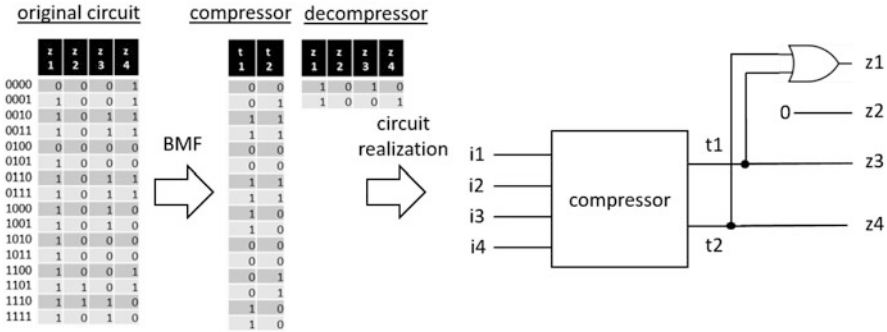 original circuit
compressor
decompressor
z1 z2 z3 z4
0000 0 0 0 1
0001 1 0 0 1
0010 1 0 1 1
0011 1 0 1 1
0100 0 0 0 0
0101 1 0 0 0
0110 1 0 1 1
0111 1 0 1 1
1000 1 0 1 0
1001 1 0 1 0
1010 0 0 0 0
1011 1 0 0 0
1100 1 0 0 1
1101 1 1 0 1
1110 1 1 1 0
1111 1 0 1 0
BMF
t1 t2
0 0
0 1
1 1
1 1
0 0
0 0
1 1
1 1
1 0
0 0
0 0
0 0
0 1
0 1
1 0
1 0
z1 z2 z3 z4
1 0 1 0
1 0 0 1
circuit
realization
i1
i2
i3
i4
compressor
t1
t2
0
z1
z2
z3
z4